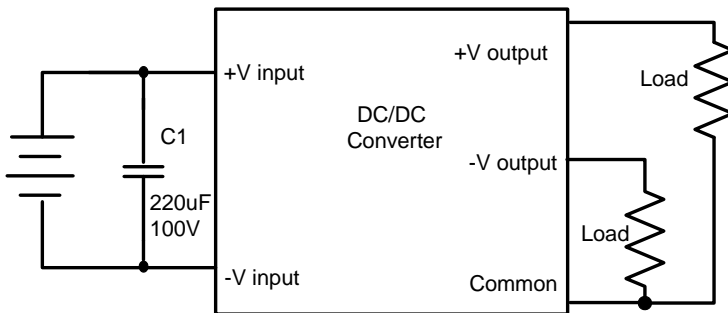 +V input
C1
220uF
100V
-V input
DC/DC
Converter
+V output
-V output
Common
Load
Load